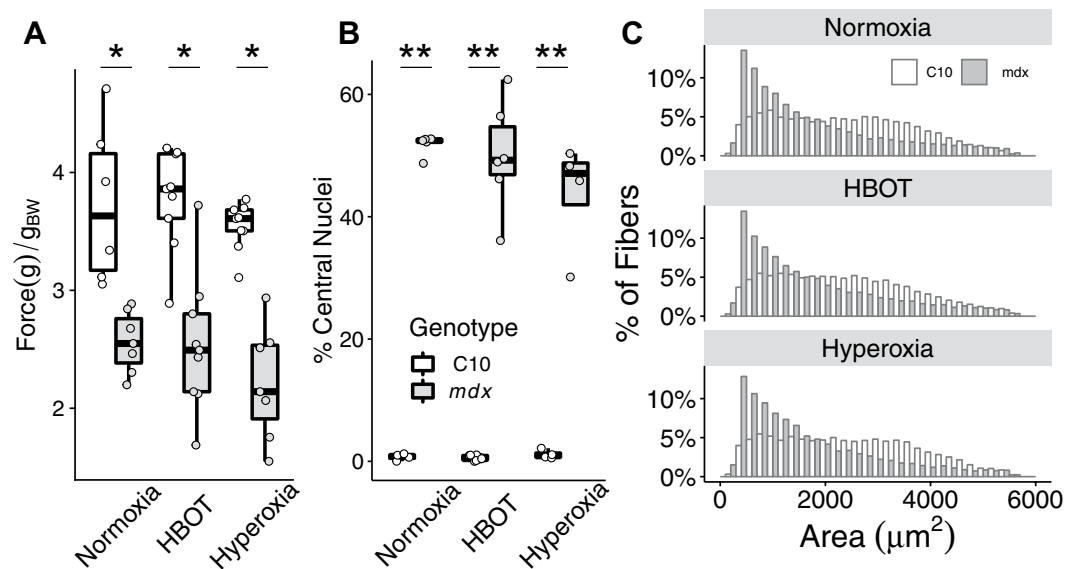 A
* * *
Force(g)/gBW
4
3
2
Normoxia
HBOT
Hyperoxia
B
** ** **
% Central Nuclei
60
40
20
0
Genotype
C10
mdx
Normoxia
HBOT
Hyperoxia
C
Normoxia
C10 mdx
10%
5%
0%
HBOT
% of Fibers
10%
5%
0%
Hyperoxia
10%
5%
0%
0 2000 4000 6000
Area (μm²)